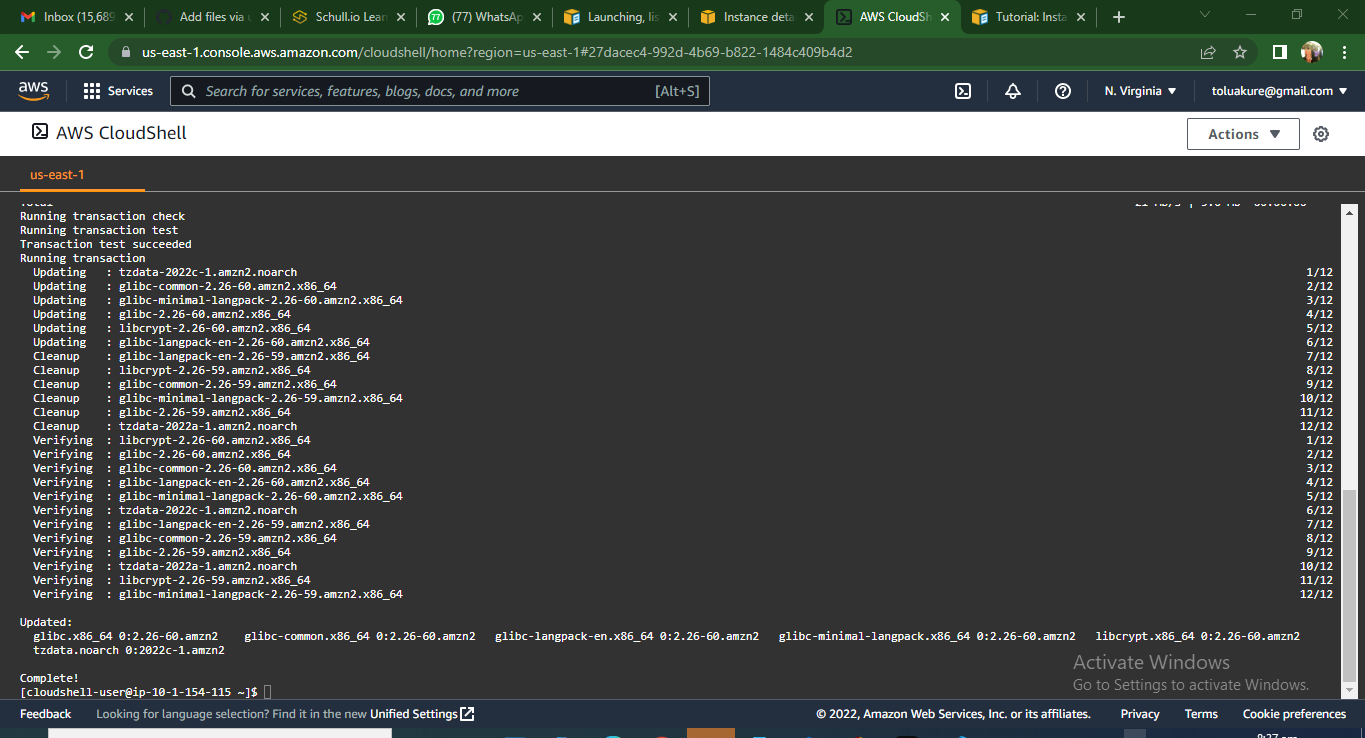 Inbox (15,689
Add files via u
Schull.io Lear
(77) WhatsAp
Launching, lis
Instance deta
AWS CloudSh
Tutorial: Insta
us-east-1.console.aws.amazon.com/cloudshell/home?region=us-east-1#27dacec4-992d-4b69-b822-1484c409b4d2
aws Services Search for services, features, blogs, docs, and more [Alt+S] N. Virginia toluakure@gmail.com
AWS CloudShell Actions
us-east-1
Total 21 MB/s | 9.6 MB 00:00:00
Running transaction check
Running transaction test
Transaction test succeeded
Running transaction
Updating : tzdata-2022c-1.amzn2.noarch 1/12
Updating : glibc-common-2.26-60.amzn2.x86_64 2/12
Updating : glibc-minimal-langpack-2.26-60.amzn2.x86_64 3/12
Updating : glibc-2.26-60.amzn2.x86_64 4/12
Updating : libcrypt-2.26-60.amzn2.x86_64 5/12
Updating : glibc-langpack-en-2.26-60.amzn2.x86_64 6/12
Cleanup : glibc-langpack-en-2.26-59.amzn2.x86_64 7/12
Cleanup : libcrypt-2.26-59.amzn2.x86_64 8/12
Cleanup : glibc-common-2.26-59.amzn2.x86_64 9/12
Cleanup : glibc-minimal-langpack-2.26-59.amzn2.x86_64 10/12
Cleanup : glibc-2.26-59.amzn2.x86_64 11/12
Cleanup : tzdata-2022a-1.amzn2.noarch 12/12
Verifying : libcrypt-2.26-60.amzn2.x86_64 1/12
Verifying : glibc-2.26-60.amzn2.x86_64 2/12
Verifying : glibc-common-2.26-60.amzn2.x86_64 3/12
Verifying : glibc-langpack-en-2.26-60.amzn2.x86_64 4/12
Verifying : glibc-minimal-langpack-2.26-60.amzn2.x86_64 5/12
Verifying : tzdata-2022c-1.amzn2.noarch 6/12
Verifying : glibc-langpack-en-2.26-59.amzn2.x86_64 7/12
Verifying : glibc-common-2.26-59.amzn2.x86_64 8/12
Verifying : glibc-2.26-59.amzn2.x86_64 9/12
Verifying : tzdata-2022a-1.amzn2.noarch 10/12
Verifying : libcrypt-2.26-59.amzn2.x86_64 11/12
Verifying : glibc-minimal-langpack-2.26-59.amzn2.x86_64 12/12
Updated:
glibc.x86_64 0:2.26-60.amzn2 glibc-common.x86_64 0:2.26-60.amzn2 glibc-langpack-en.x86_64 0:2.26-60.amzn2 glibc-minimal-langpack.x86_64 0:2.26-60.amzn2 libcrypt.x86_64 0:2.26-60.amzn2
tzdata.noarch 0:2022c-1.amzn2
Activate Windows
Go to Settings to activate Windows.
Complete!
[cloudshell-user@ip-10-1-154-115 ~]$
Feedback Looking for language selection? Find it in the new Unified Settings © 2022, Amazon Web Services, Inc. or its affiliates. Privacy Terms Cookie preferences